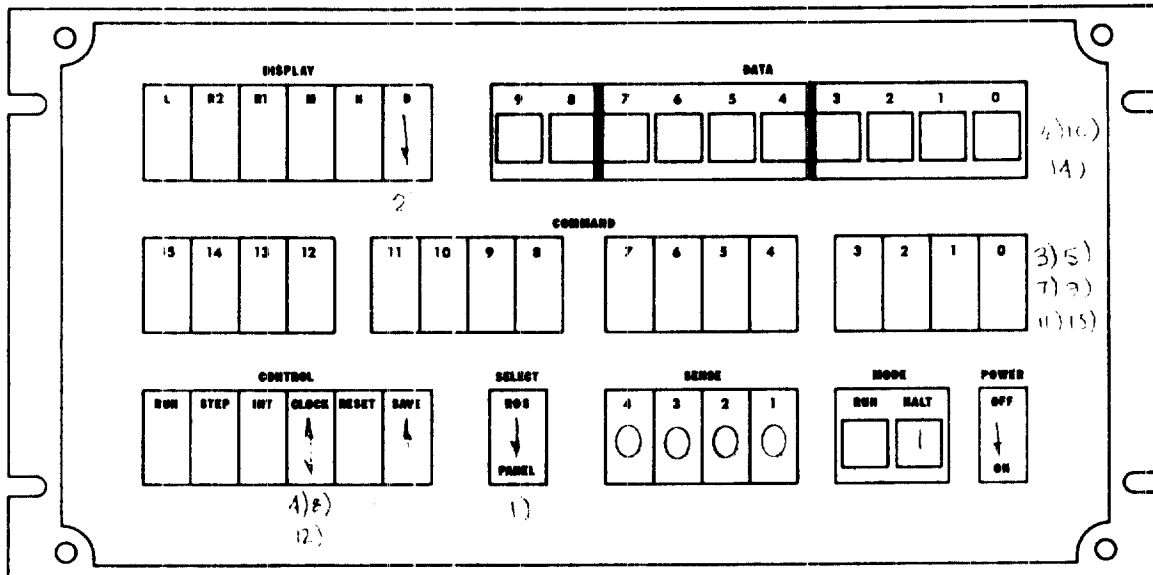 DISPLAY DATA
L R2 R1 M N D
9 8 7 6 5 4 3 2 1 0
14)
2
COMMAND
15 14 13 12 11 10 9 8 7 6 5 4 3 2 1 0
3) 5)
7) 9)
11) 15)
CONTROL SELECT SENSE MODE POWER
RUN STEP INT CLOCK RESET SAVE ROS 4 3 2 1 RUN HALT OFF
PANEL ON
4) 8) 1)
12)